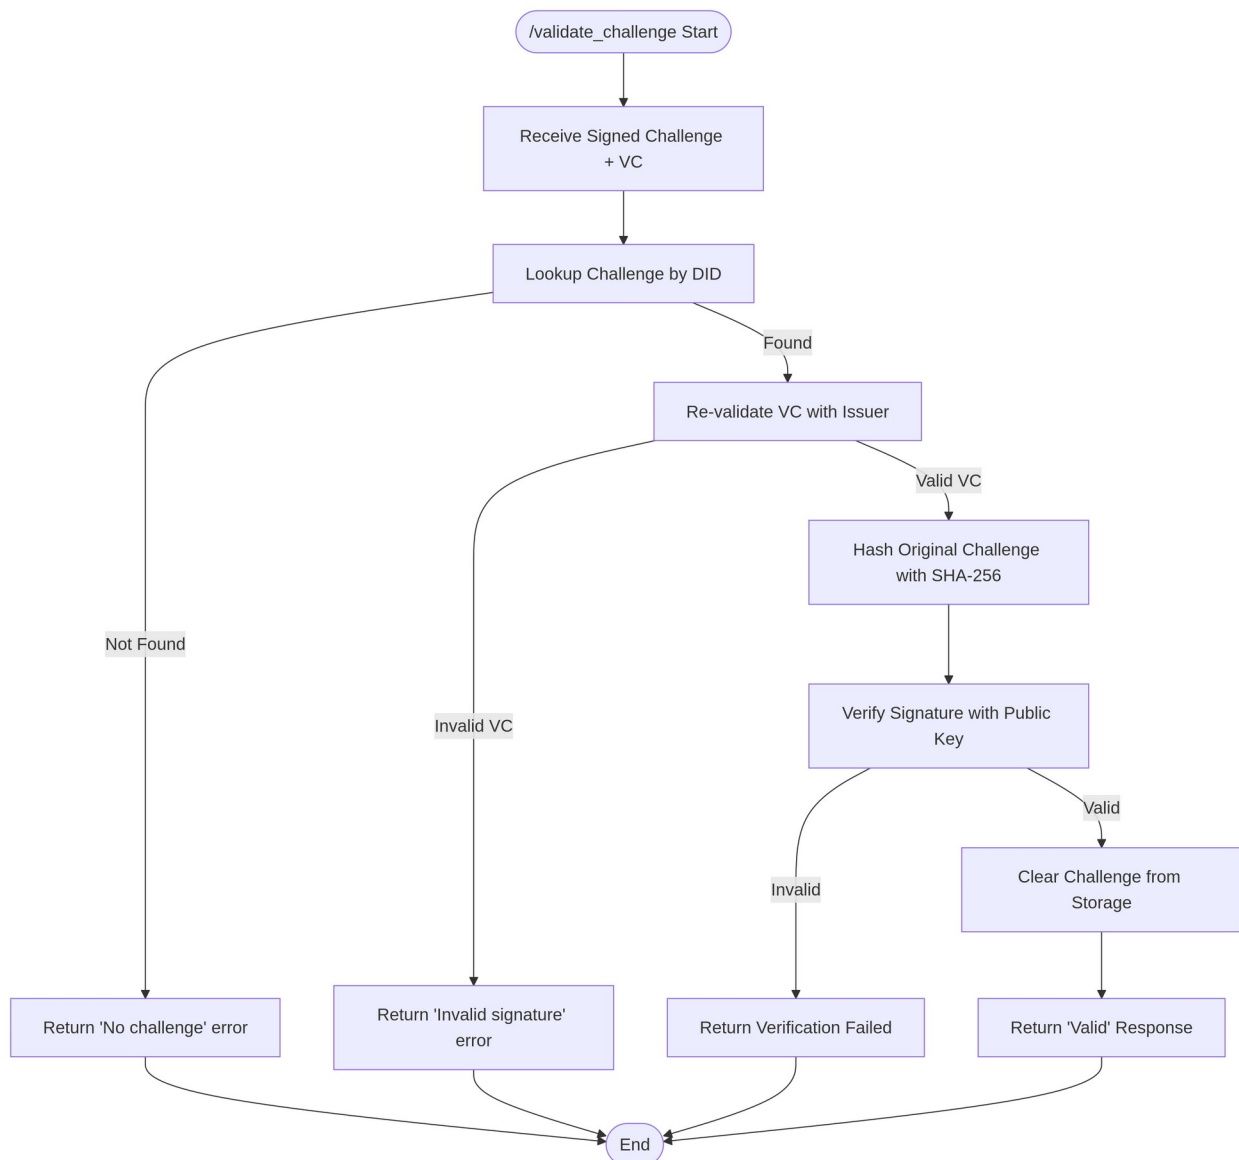 /validate_challenge Start
Receive Signed Challenge
+ VC
Lookup Challenge by DID
Found
Re-validate VC with Issuer
Valid VC
Hash Original Challenge
with SHA-256
Not Found
Invalid VC
Verify Signature with Public
Key
Valid
Invalid
Clear Challenge from
Storage
Return 'No challenge' error
Return 'Invalid signature'
error
Return Verification Failed
Return 'Valid' Response
End